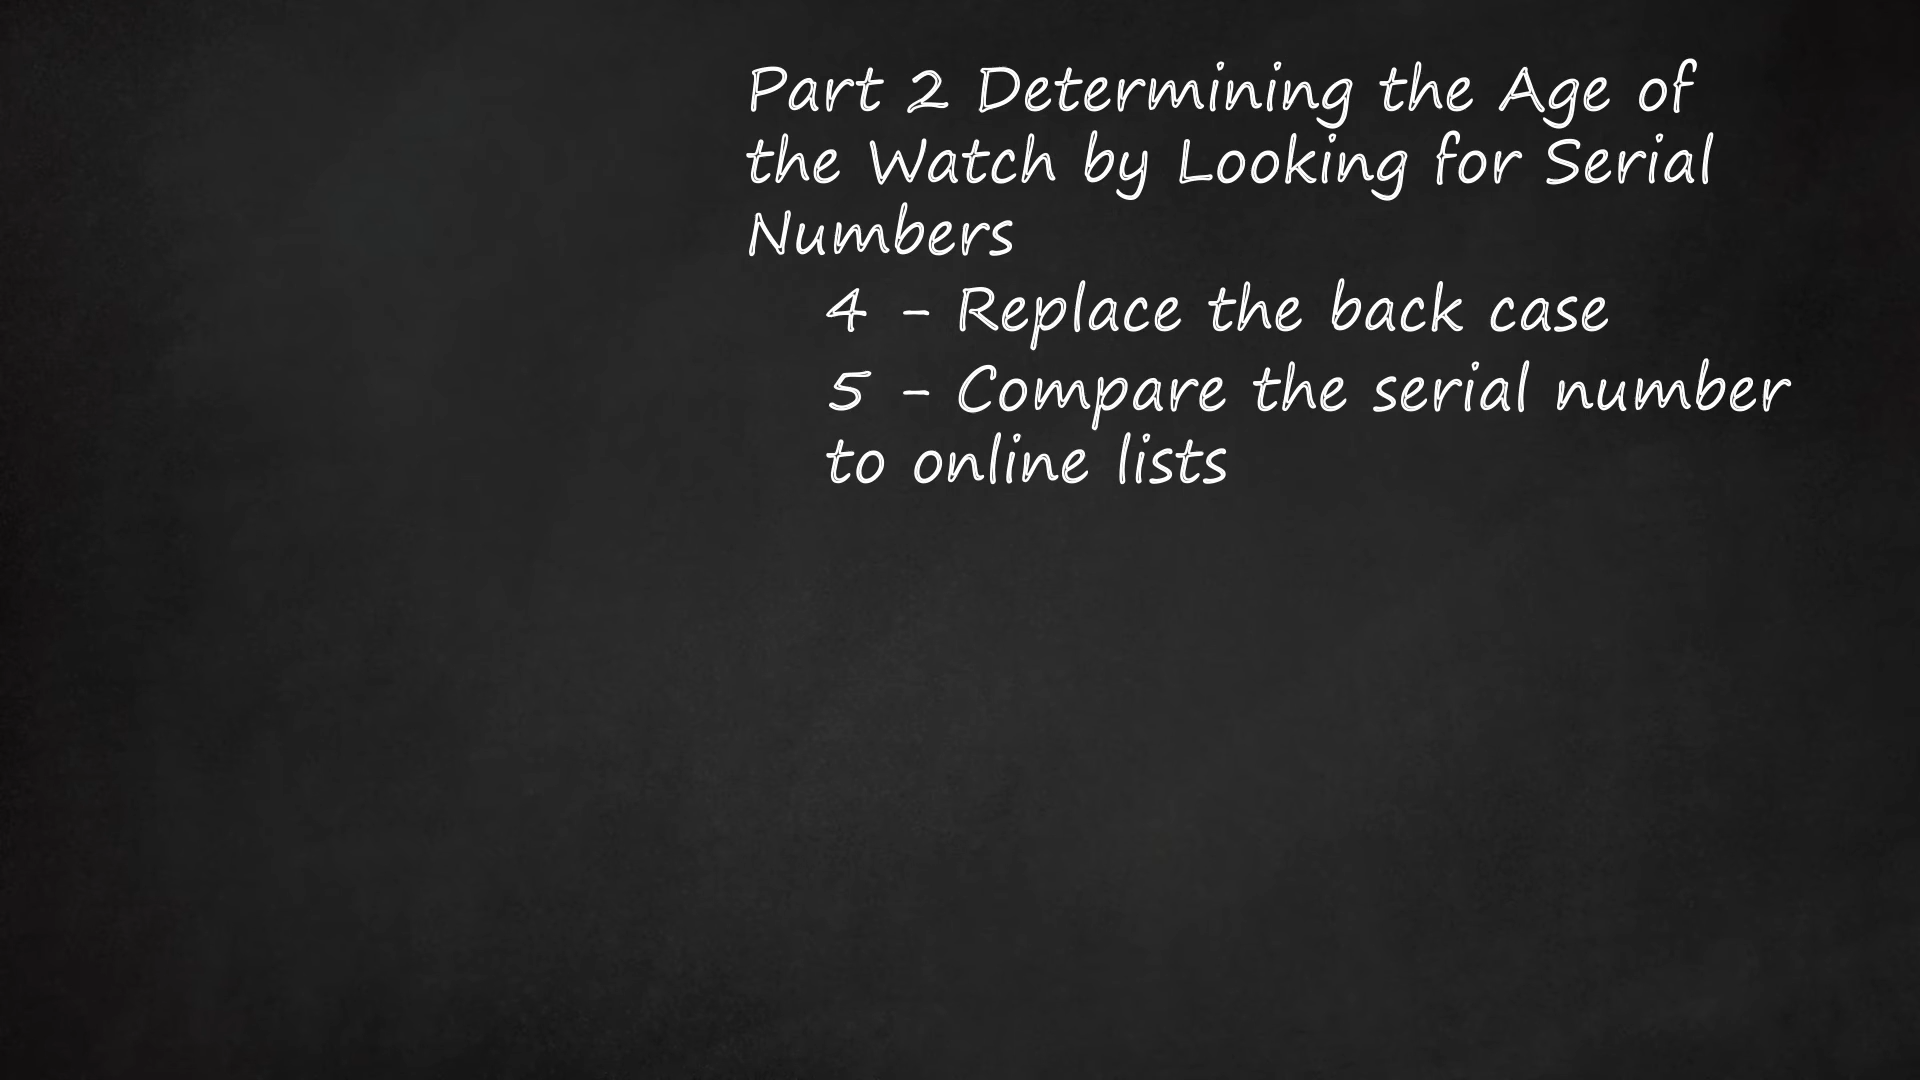 Part 2 Determining the Age of
the Watch by Looking for Serial
Numbers
4 - Replace the back case
5 - Compare the serial number
to online lists